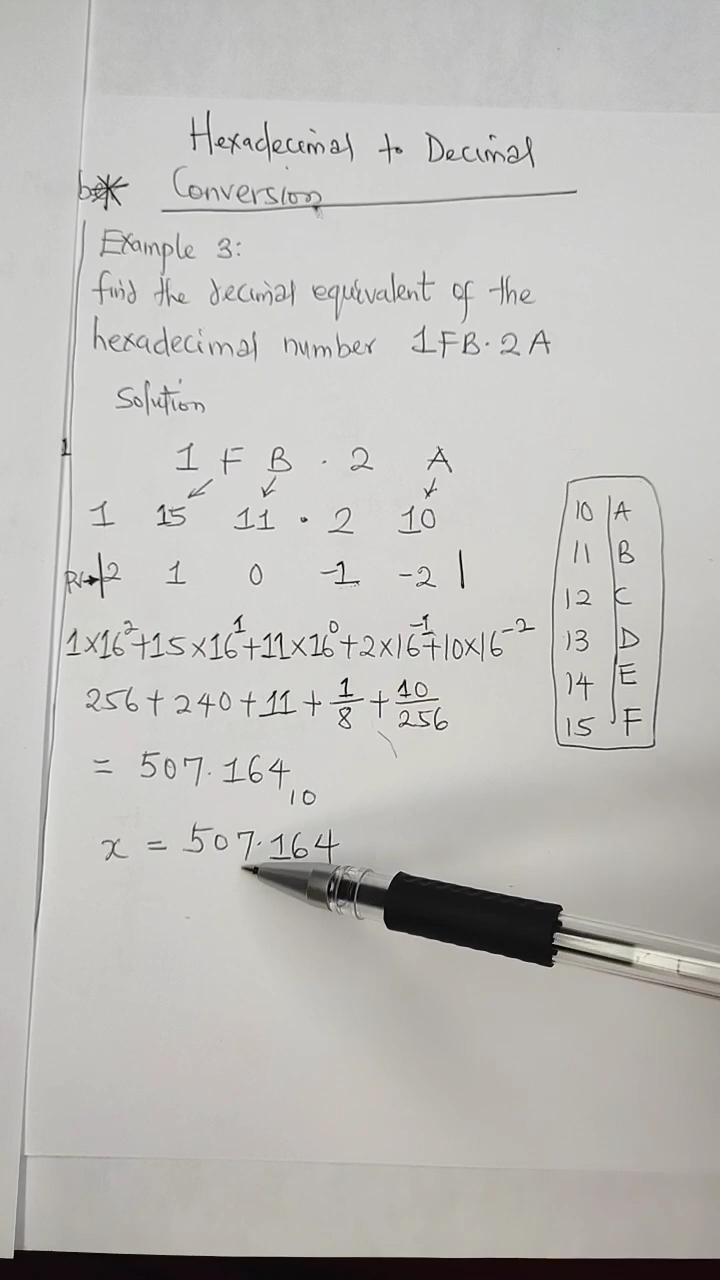 Hexadecimal to Decimal
Conversion
Example 3:
find the decimal equivalent of the
hexadecimal number 1FB.2A
Solution
1 F B . 2 A
1 15 11 . 2 10
2 1 0 -1 -2
1×16²+15×16¹+11×16⁰+2×16⁻¹+10×16⁻²
256+240+11+1/8+10/256
= 507.164₁₀
x = 507.164
10 A
11 B
12 C
13 D
14 E
15 F